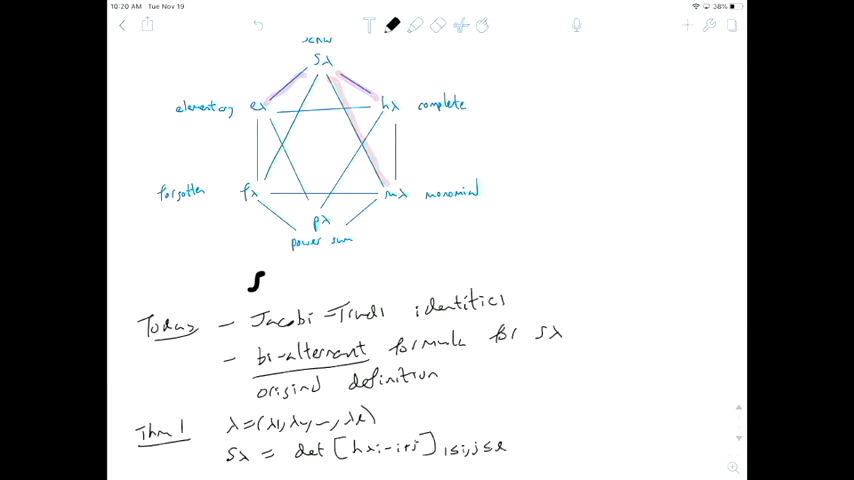 10:20 AM Tue Nov 19
38%
sλ
elementary eλ hλ complete
forgotten fλ mλ monomial
pλ
power sum
S
Today - Jacobi-Trudi identities
- bi-alternant formula for sλ
original definition
Thm 1 λ=(λ1,λ2,...,λℓ)
sλ = det [hλi-i+j] 1≤i,j≤ℓ